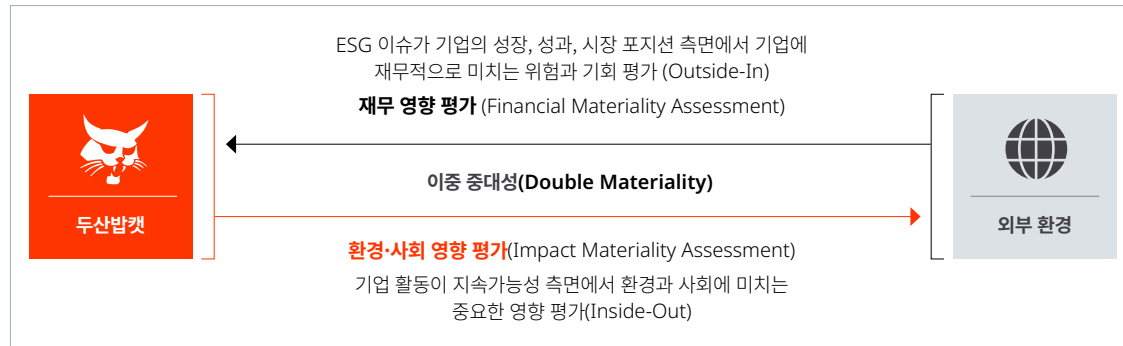 ESG 이슈가 기업의 성장, 성과, 시장 포지션 측면에서 기업에
재무적으로 미치는 위험과 기회 평가 (Outside-In)
재무 영향 평가 (Financial Materiality Assessment)
이중 중대성(Double Materiality)
두산밥캣
외부 환경
환경·사회 영향 평가(Impact Materiality Assessment)
기업 활동이 지속가능성 측면에서 환경과 사회에 미치는
중요한 영향 평가(Inside-Out)